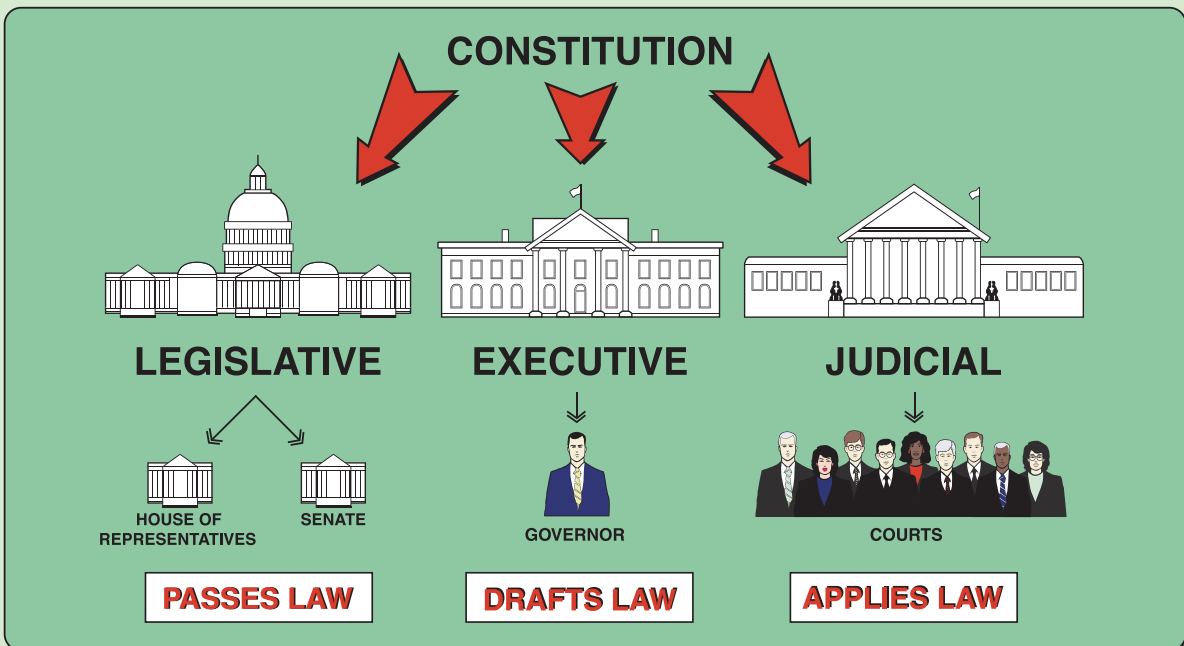 CONSTITUTION
LEGISLATIVE
EXECUTIVE
JUDICIAL
HOUSE OF
REPRESENTATIVES
SENATE
GOVERNOR
COURTS
PASSES LAW
DRAFTS LAW
APPLIES LAW